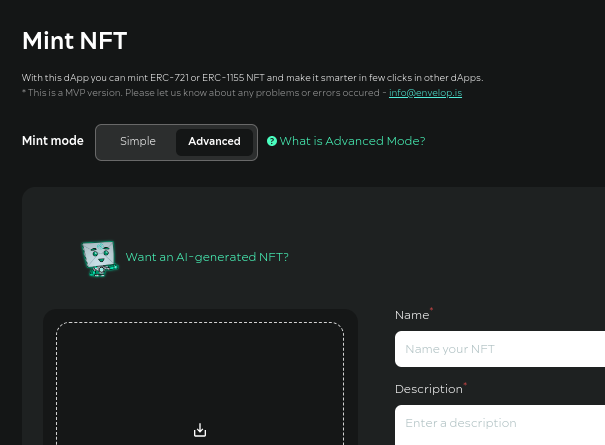 Mint NFT
With this dApp you can mint ERC-721 or ERC-1155 NFT and make it smarter in few clicks in other dApps.
* This is a MVP version. Please let us know about any problems or errors occured - info@envelop.is
Mint mode Simple Advanced ? What is Advanced Mode?
Want an AI-generated NFT?
Name*
Name your NFT
Description*
Enter a description